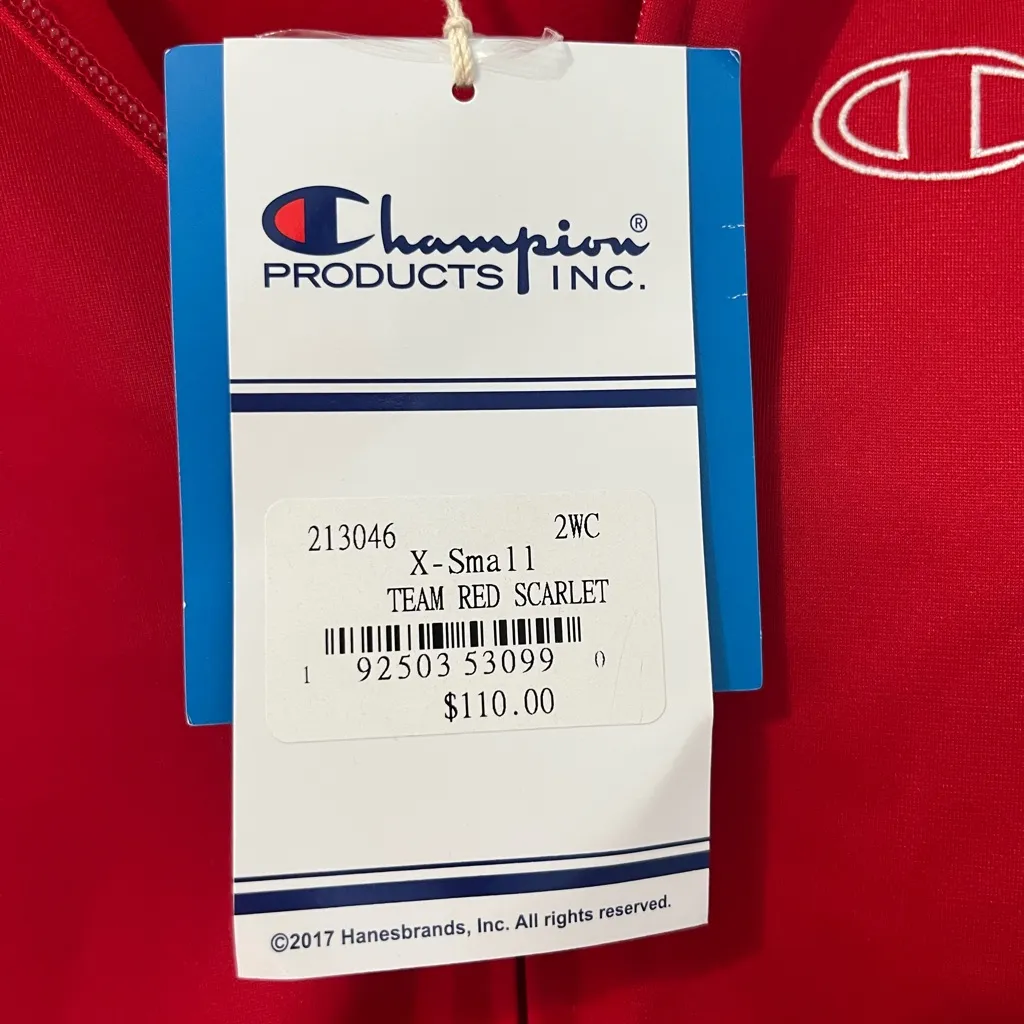 Champion®
PRODUCTS INC.
213046 2WC
X-Small
TEAM RED SCARLET
1 92503 53099 0
$110.00
©2017 Hanesbrands, Inc. All rights reserved.